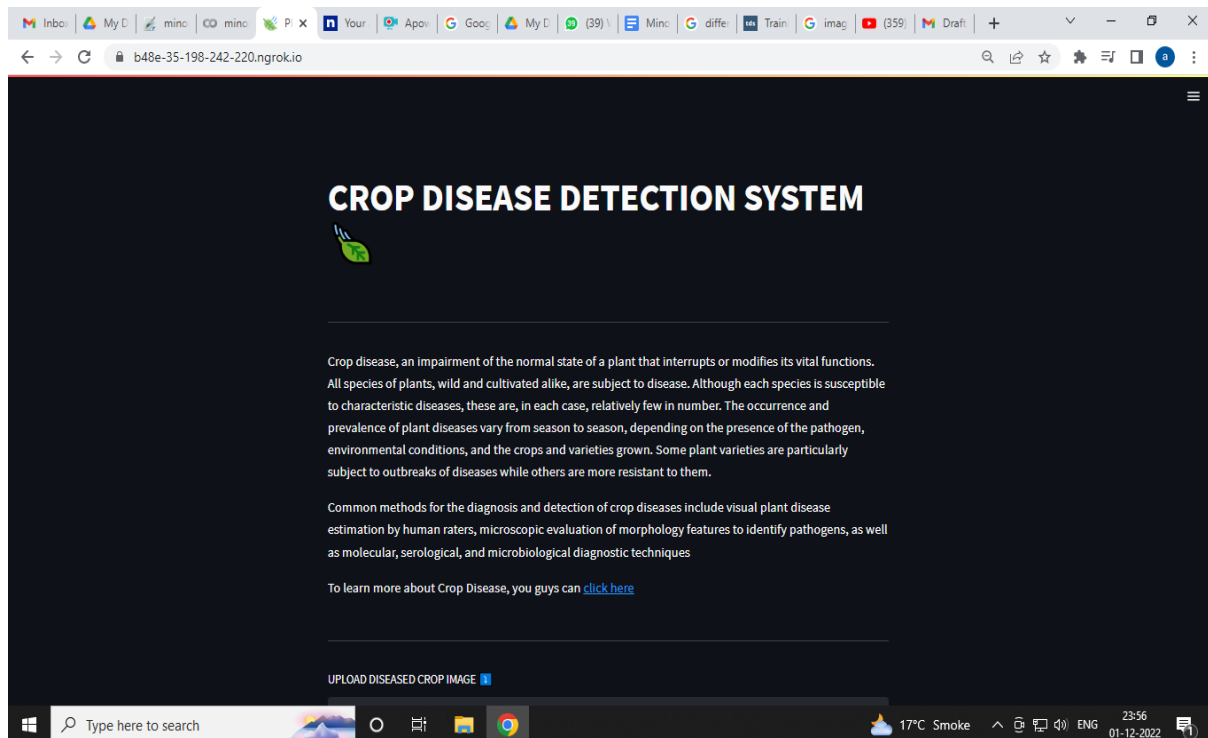 Inbo
My D
mino
mino
Pl
Your
Apov
Goog
My D
(39) \
Mino
differ
tds
Train
imag
(359)
Draft
b48e-35-198-242-220.ngrok.io
a
CRÓP DISEASE DETECTION SYSTEM
Crop disease, an impairment of the normal state of a plant that interrupts or modifies its vital functions.
All species of plants, wild and cultivated alike, are subject to disease. Although each species is susceptible
to characteristic diseases, these are, in each case, relatively few in number. The occurrence and
prevalence of plant diseases vary from season to season, depending on the presence of the pathogen,
environmental conditions, and the crops and varieties grown. Some plant varieties are particularly
subject to outbreaks of diseases while others are more resistant to them.
Common methods for the diagnosis and detection of crop diseases include visual plant disease
estimation by human raters, microscopic evaluation of morphology features to identify pathogens, as well
as molecular, serological, and microbiological diagnostic techniques
To learn more about Crop Disease, you guys can click here
UPLOAD DISEASED CROP IMAGE 1
Type here to search
17°C Smoke
ENG
23:56
01-12-2022